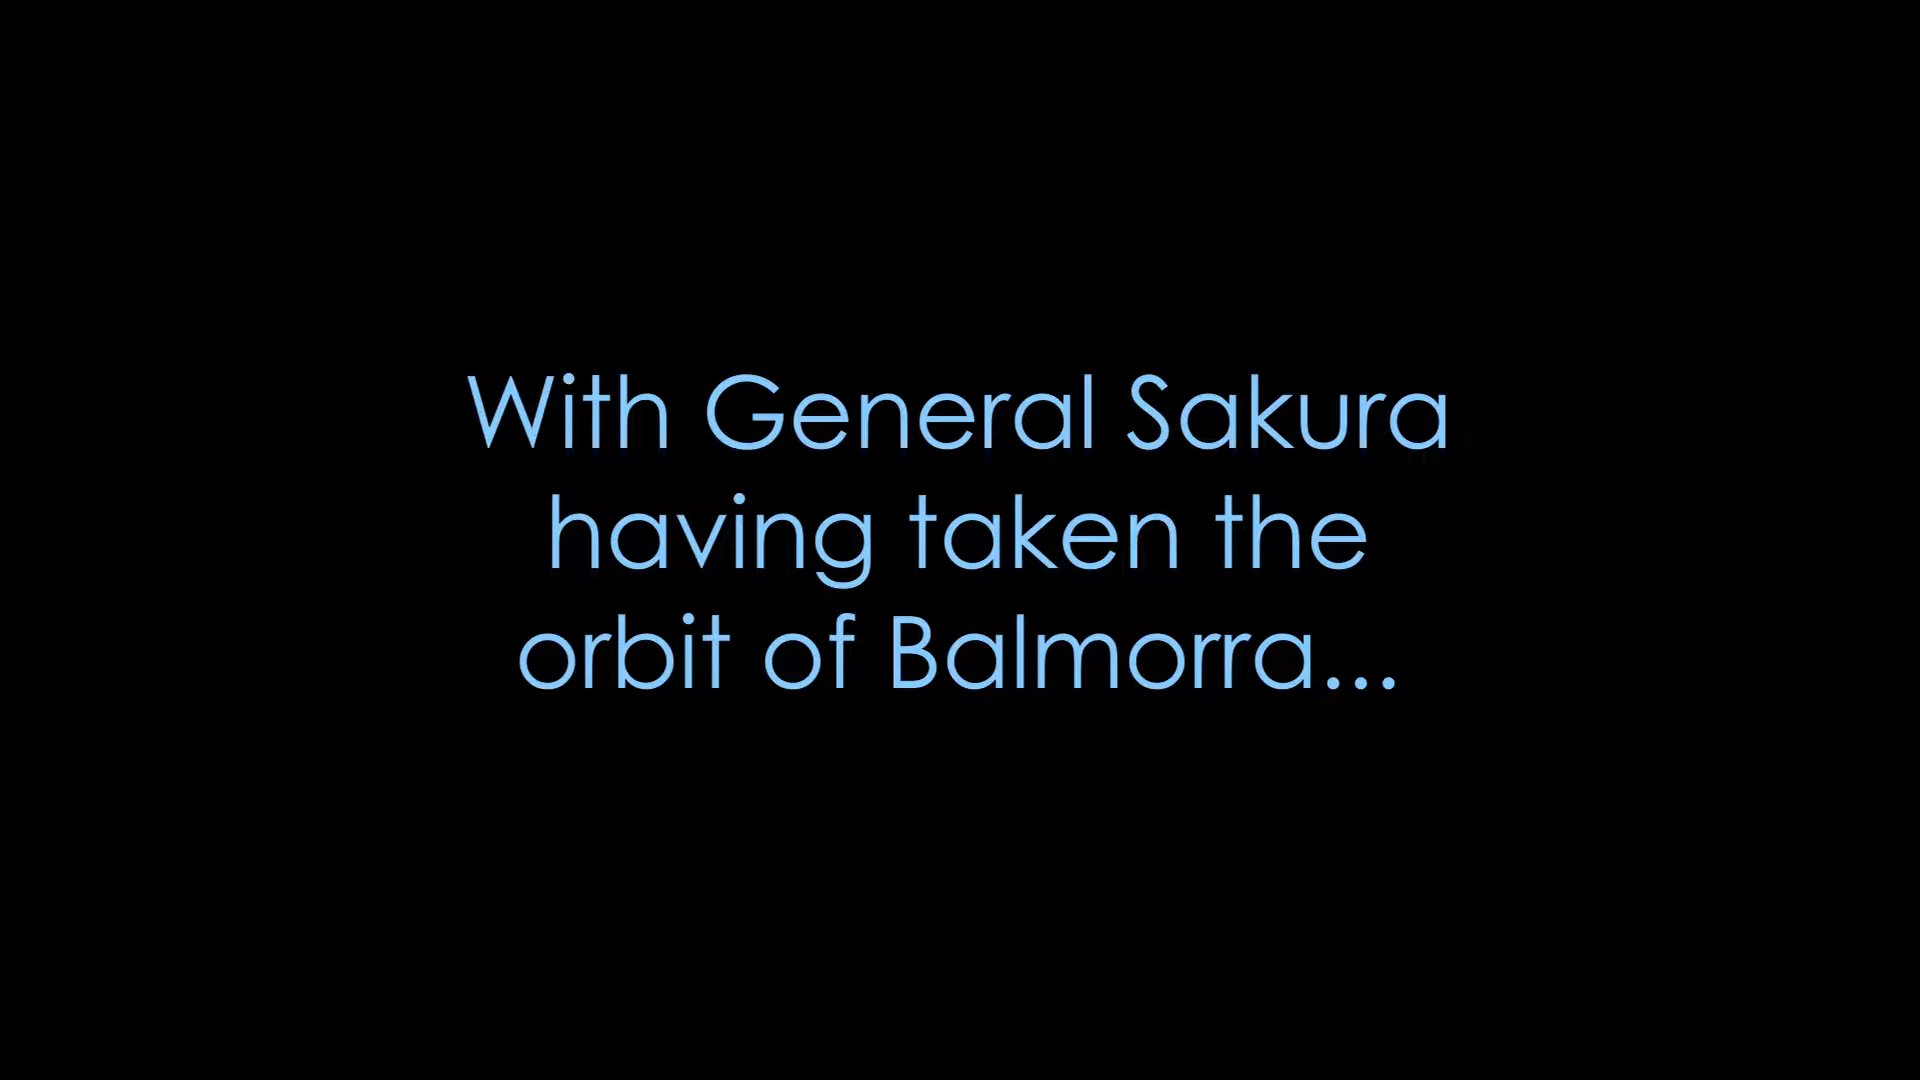 With General Sakura
having taken the
orbit of Balmorra...